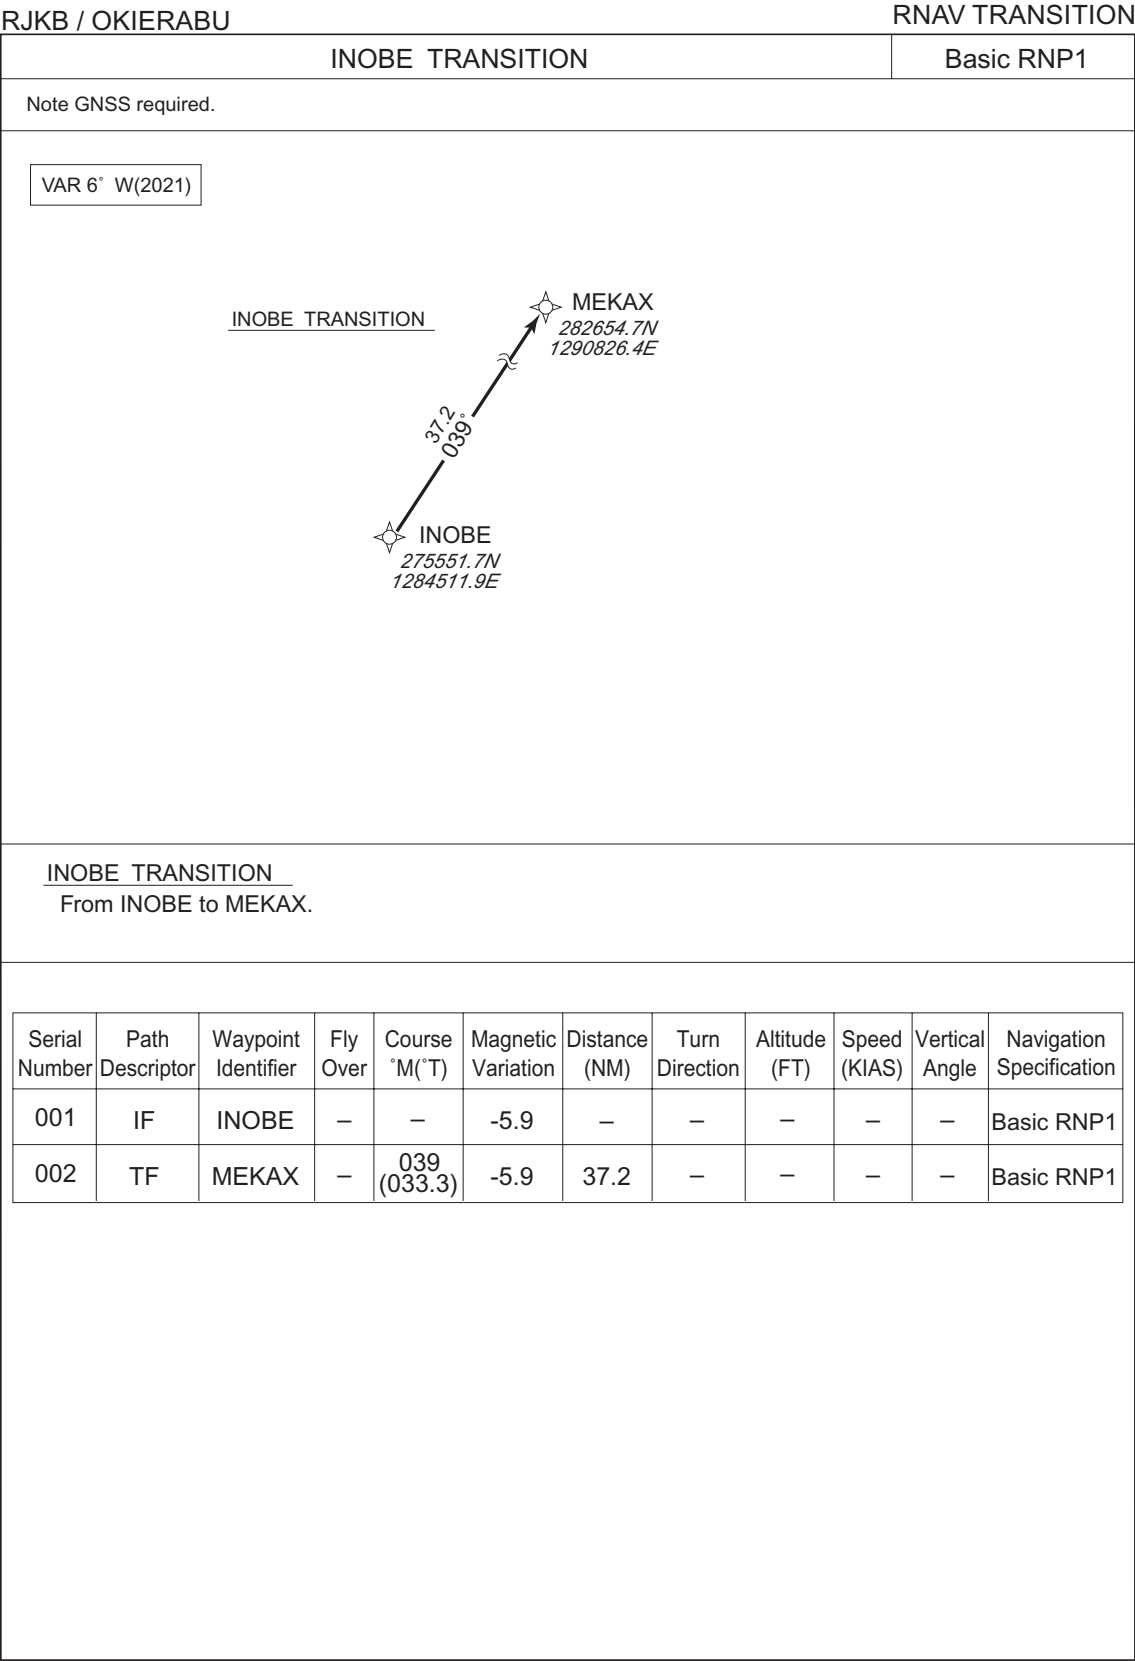 RJKB / OKIERABU
RNAV TRANSITION
INOBE TRANSITION
Basic RNP1
Note GNSS required.
VAR 6° W(2021)
INOBE TRANSITION
MEKAX
282654.7N
1290826.4E
37.2
039°
INOBE
275551.7N
1284511.9E
INOBE TRANSITION
From INOBE to MEKAX.
Serial Number Path Descriptor Waypoint Identifier Fly Over Course °M(°T) Magnetic Variation Distance (NM) Turn Direction Altitude (FT) Speed (KIAS) Vertical Angle Navigation Specification
001 IF INOBE – – -5.9 – – – – – Basic RNP1
002 TF MEKAX – 039 (033.3) -5.9 37.2 – – – – Basic RNP1